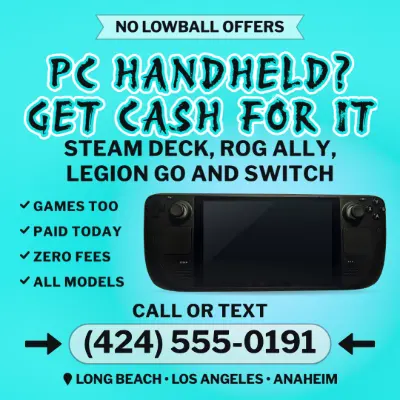 NO LOWBALL OFFERS
PC HANDHELD?
GET CASH FOR IT
STEAM DECK, ROG ALLY,
LEGION GO AND SWITCH
GAMES TOO
PAID TODAY
ZERO FEES
ALL MODELS
CALL OR TEXT
(424) 555-0191
LONG BEACH • LOS ANGELES • ANAHEIM